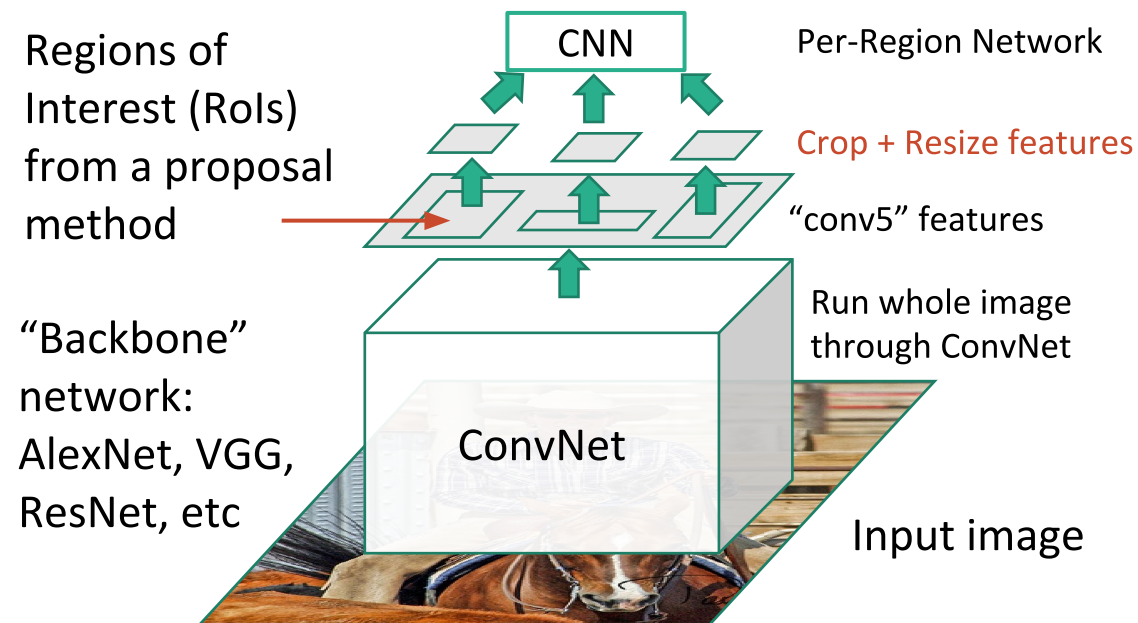 Regions of
Interest (RoIs)
from a proposal
method
CNN
Per-Region Network
Crop + Resize features
“conv5” features
Run whole image
through ConvNet
“Backbone”
network:
AlexNet, VGG,
ResNet, etc
ConvNet
Input image